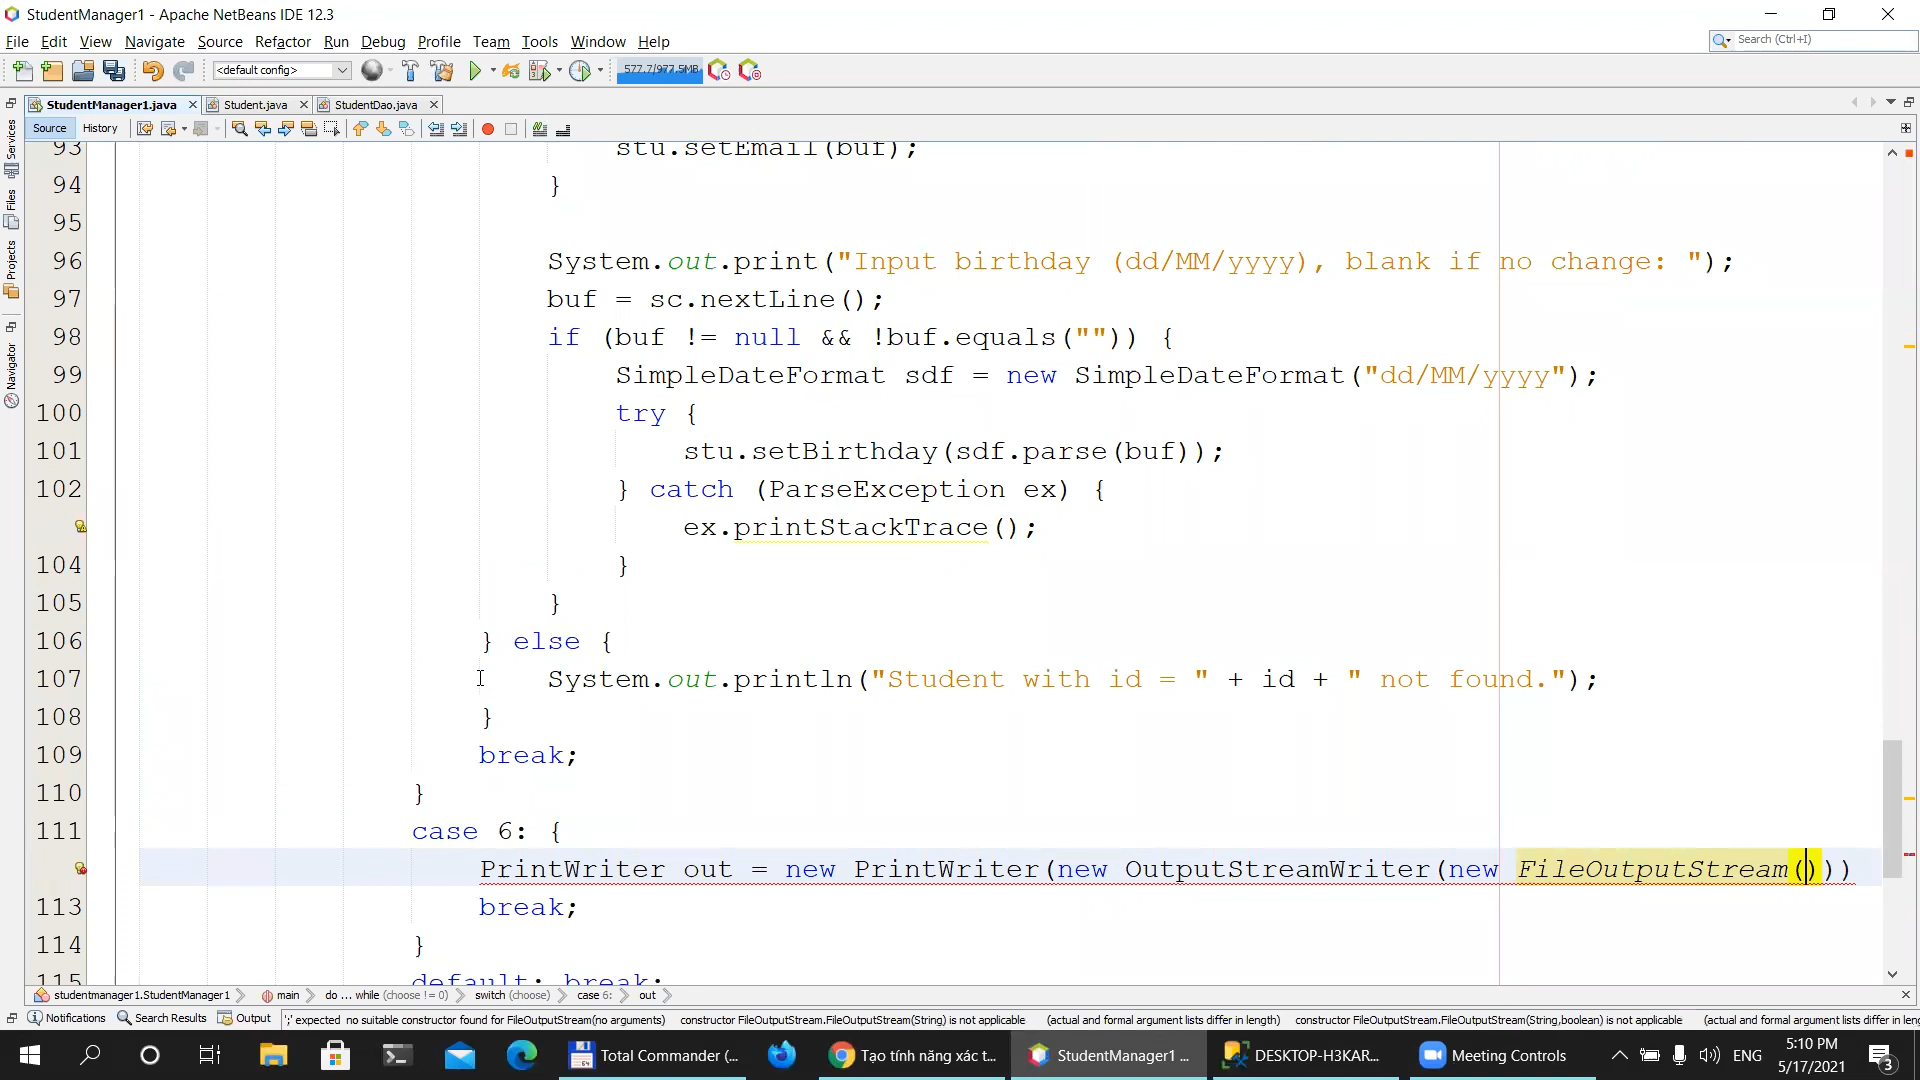 StudentManager1 - Apache NetBeans IDE 12.3
File Edit View Navigate Source Refactor Run Debug Profile Team Tools Window Help
Search (Ctrl+I)
<default config>
577.7/977.5MB
StudentManager1.java Student.java StudentDao.java
Source History
Services
Files
Projects
Navigator
93 stu.setEmail(buf);
94 }
95
96 System.out.print("Input birthday (dd/MM/yyyy), blank if no change: ");
97 buf = sc.nextLine();
98 if (buf != null && !buf.equals("")) {
99 SimpleDateFormat sdf = new SimpleDateFormat("dd/MM/yyyy");
100 try {
101 stu.setBirthday(sdf.parse(buf));
102 } catch (ParseException ex) {
ex.printStackTrace();
104 }
105 }
106 } else {
107 System.out.println("Student with id = " + id + " not found.");
108 }
109 break;
110 }
111 case 6: {
PrintWriter out = new PrintWriter(new OutputStreamWriter(new FileOutputStream()))
113 break;
114 }
115 default: break;
studentmanager1.StudentManager1 main do ... while (choose != 0) switch (choose) case 6: out
Notifications Search Results Output ';' expected no suitable constructor found for FileOutputStream(no arguments) constructor FileOutputStream.FileOutputStream(String) is not applicable (actual and formal argument lists differ in length) constructor FileOutputStream.FileOutputStream(String,boolean) is not applicable (actual and formal argument lists differ in leng
Total Commander (... Tạo tính năng xác t... StudentManager1 ... DESKTOP-H3KAR... Meeting Controls ENG 5:10 PM
5/17/2021
3